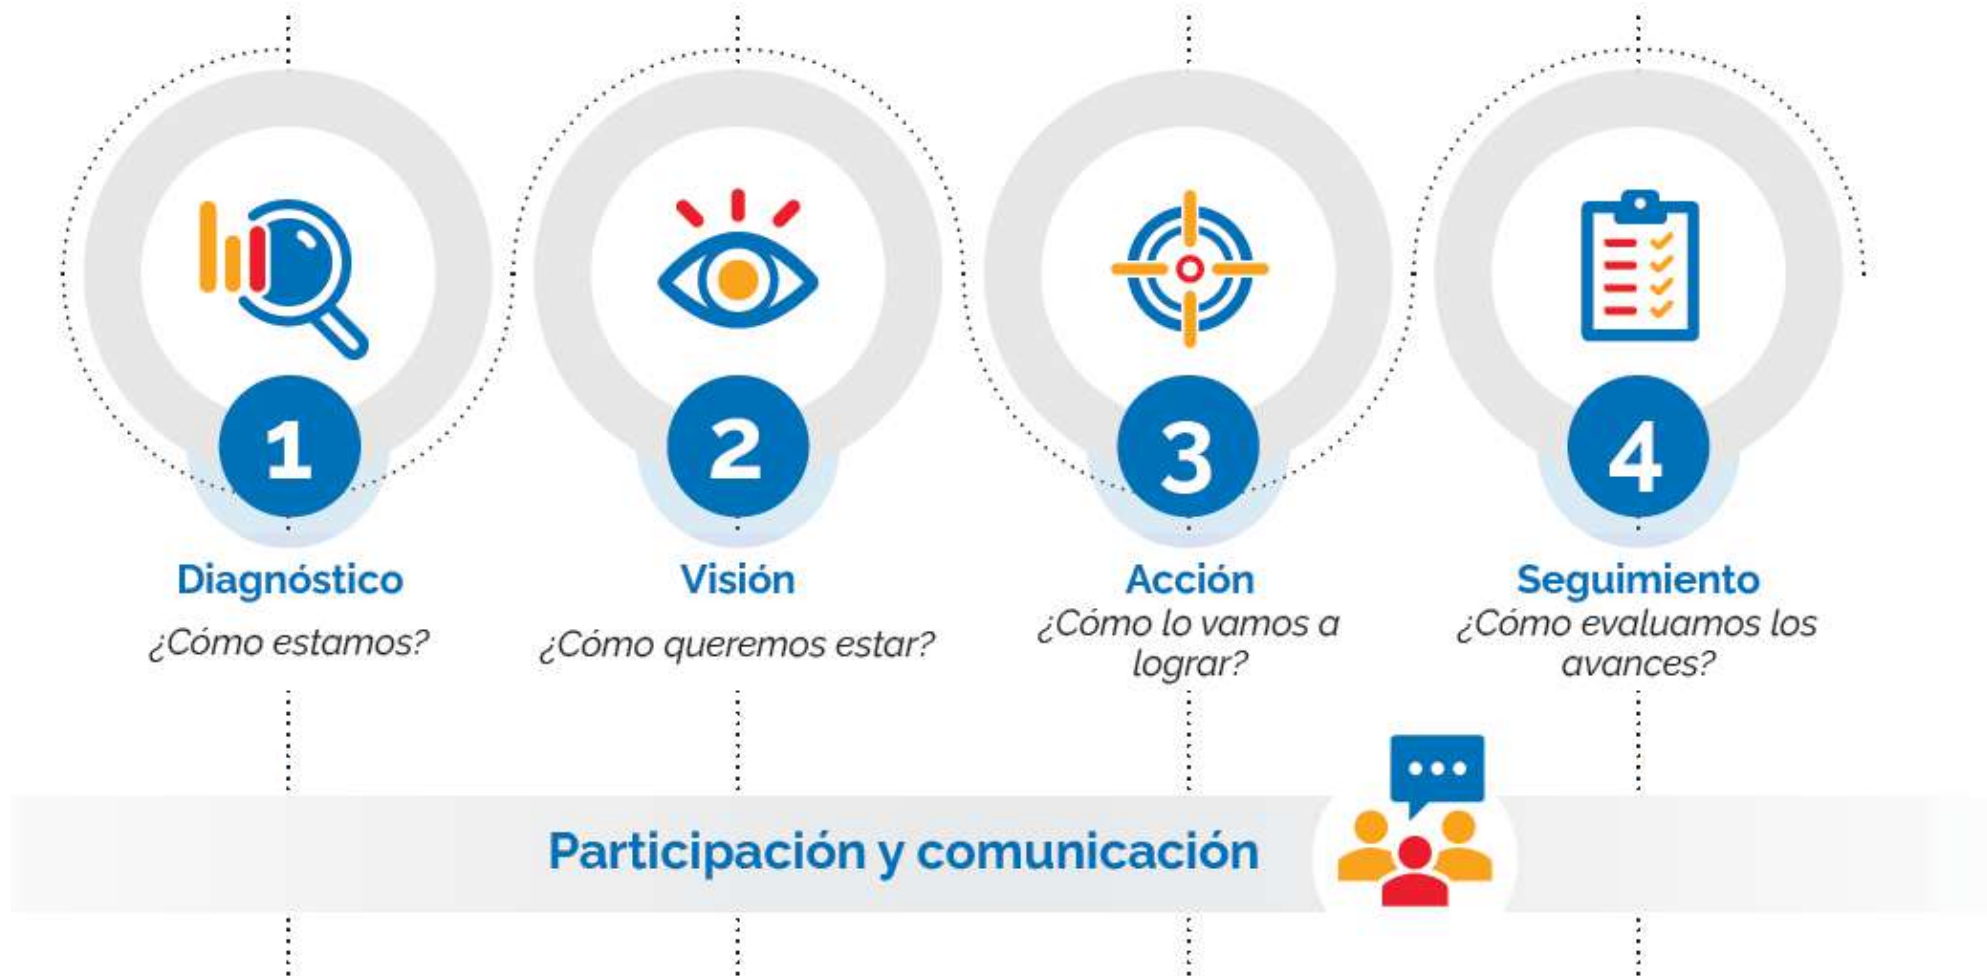 1
Diagnóstico
¿Cómo estamos?
2
Visión
¿Cómo queremos estar?
3
Acción
¿Cómo lo vamos a
lograr?
4
Seguimiento
¿Cómo evaluamos los
avances?
Participación y comunicación